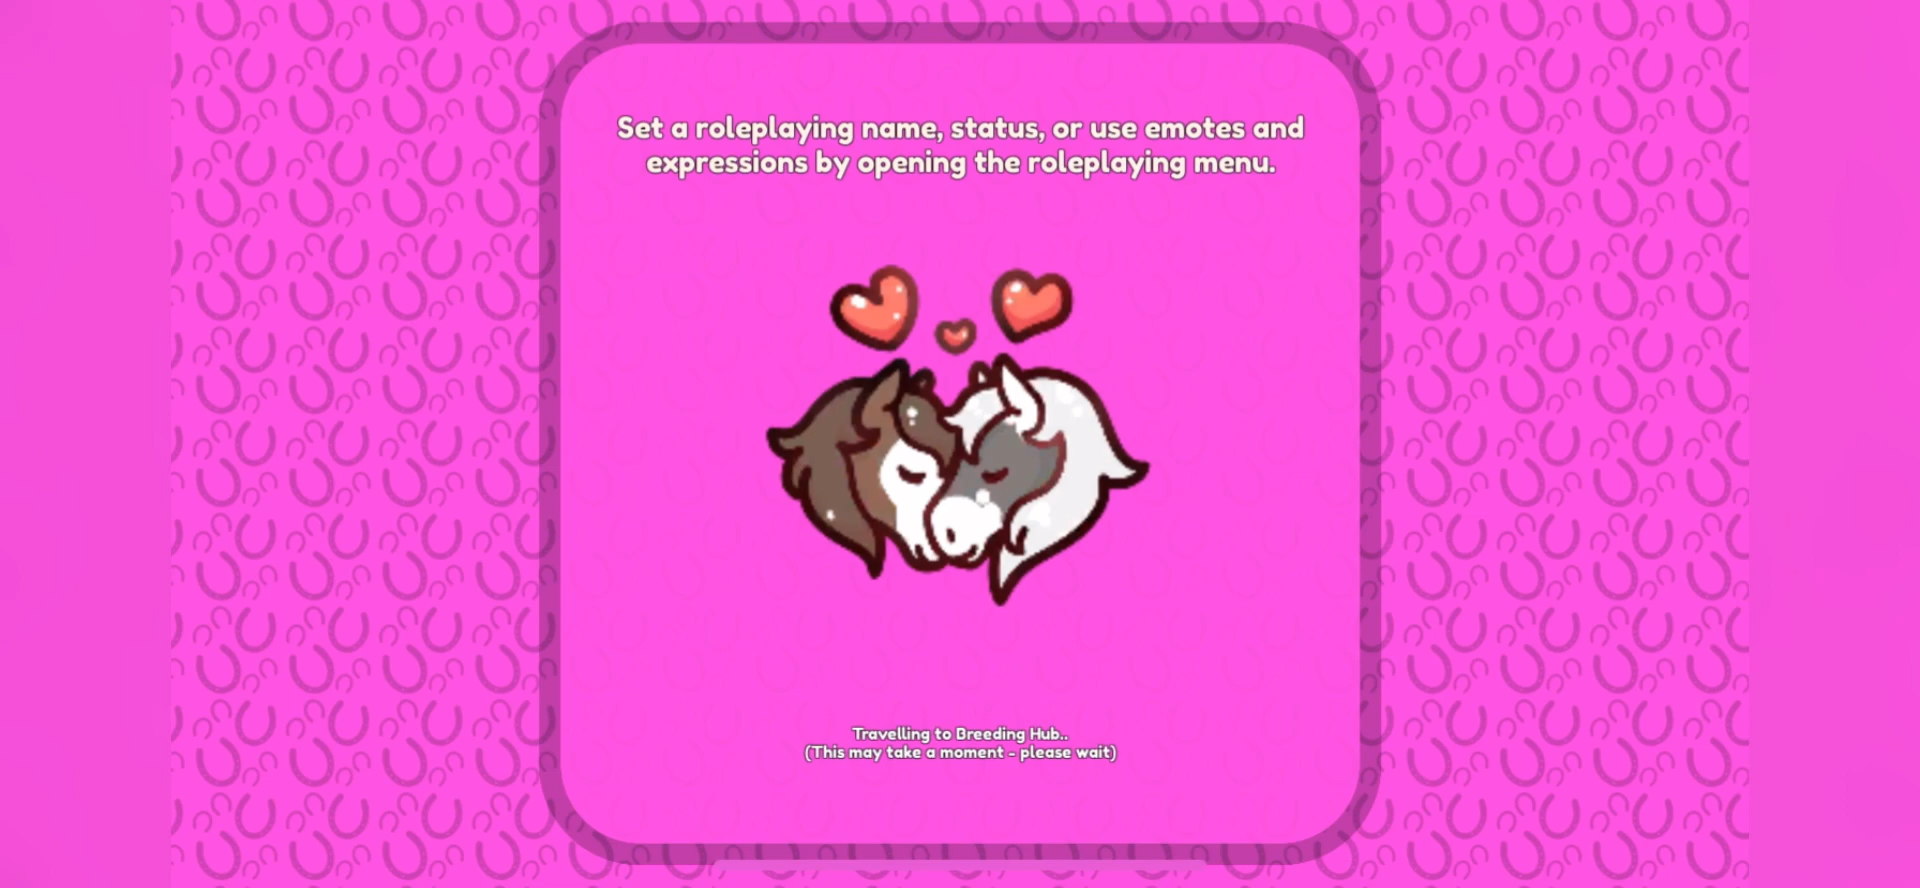 Set a roleplaying name, status, or use emotes and
expressions by opening the roleplaying menu.
Travelling to Breeding Hub..
(This may take a moment - please wait)